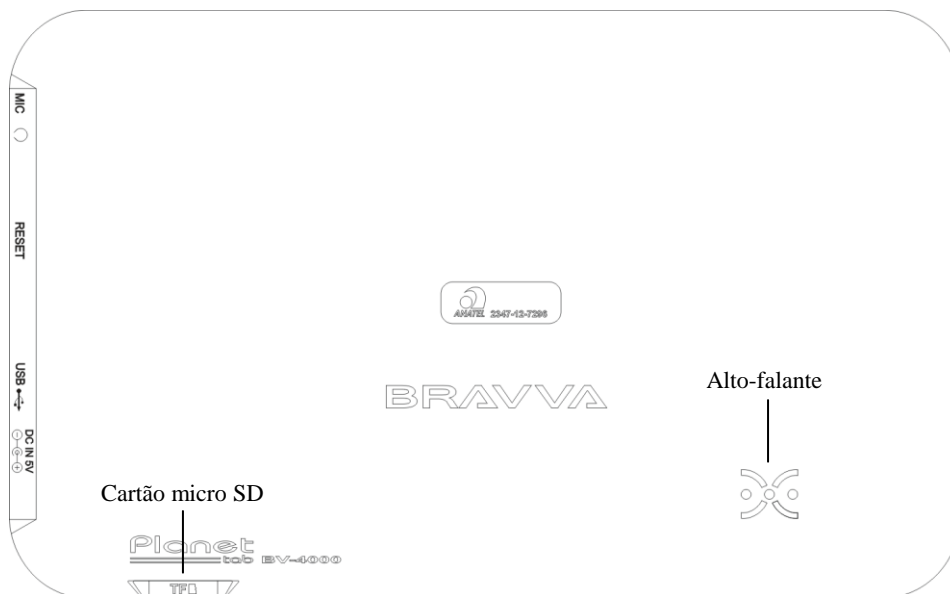 MIC
RESET
ANATEL 2347-12-7296
BRAVVA
USB
Alto-falante
DC IN 5V
Cartão micro SD
Planet
tab BV-4000
TF